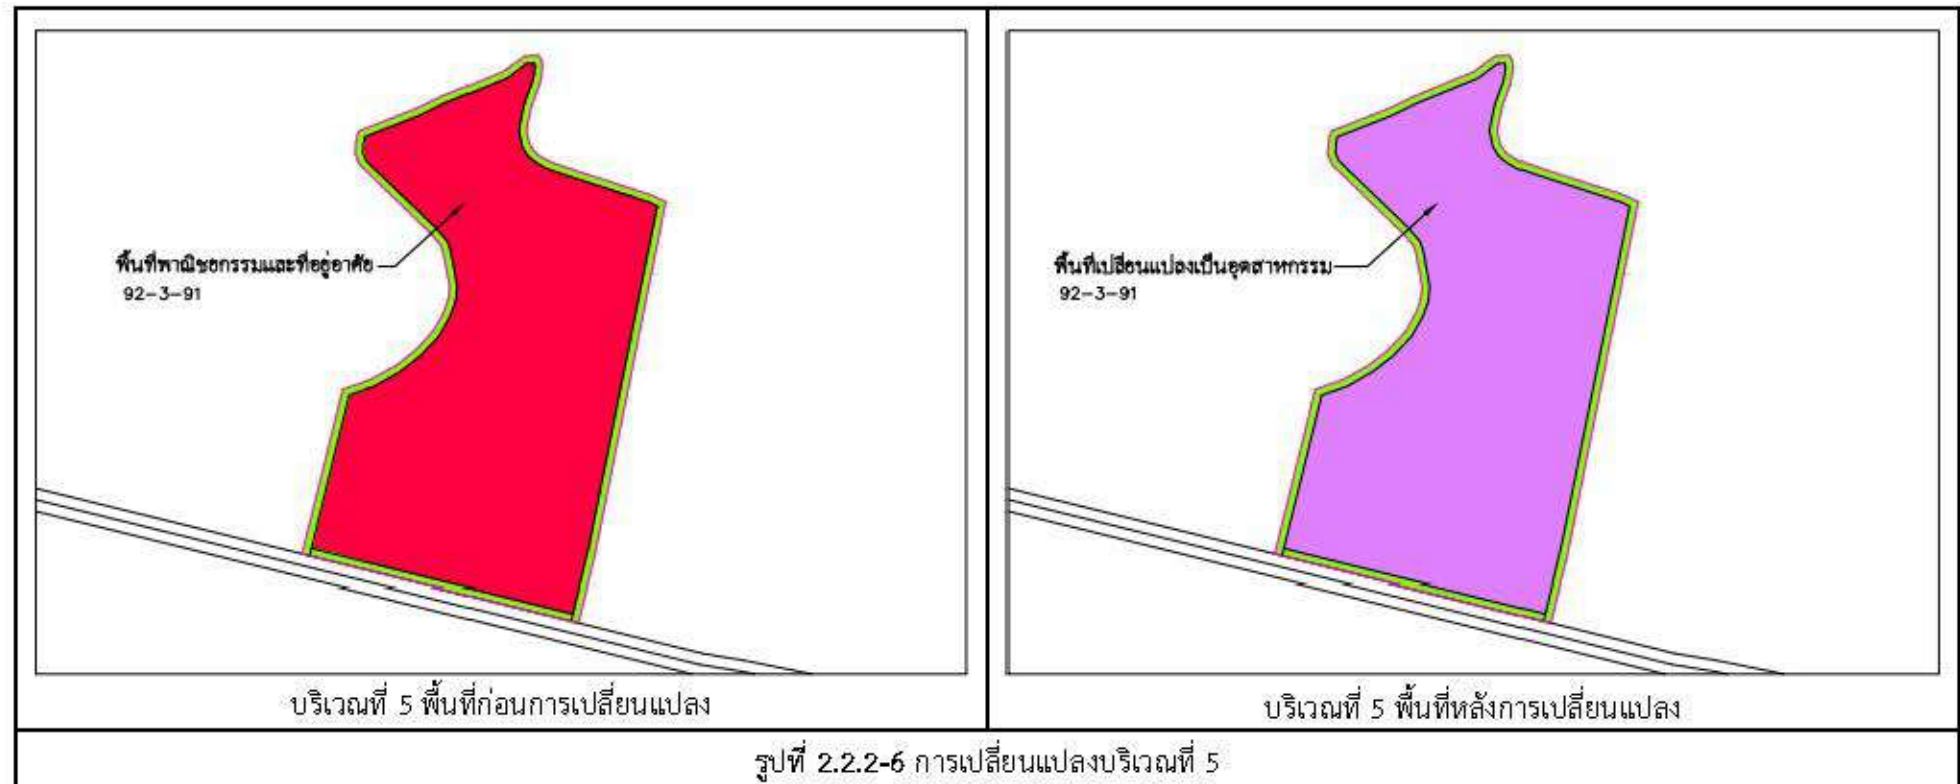 พื้นที่พาณิชยกรรมและที่อยู่อาศัย
92-3-91
บริเวณที่ 5 พื้นที่ก่อนการเปลี่ยนแปลง
พื้นที่เปลี่ยนแปลงเป็นอุตสาหกรรม
92-3-91
บริเวณที่ 5 พื้นที่หลังการเปลี่ยนแปลง
รูปที่ 2.2.2-6 การเปลี่ยนแปลงบริเวณที่ 5